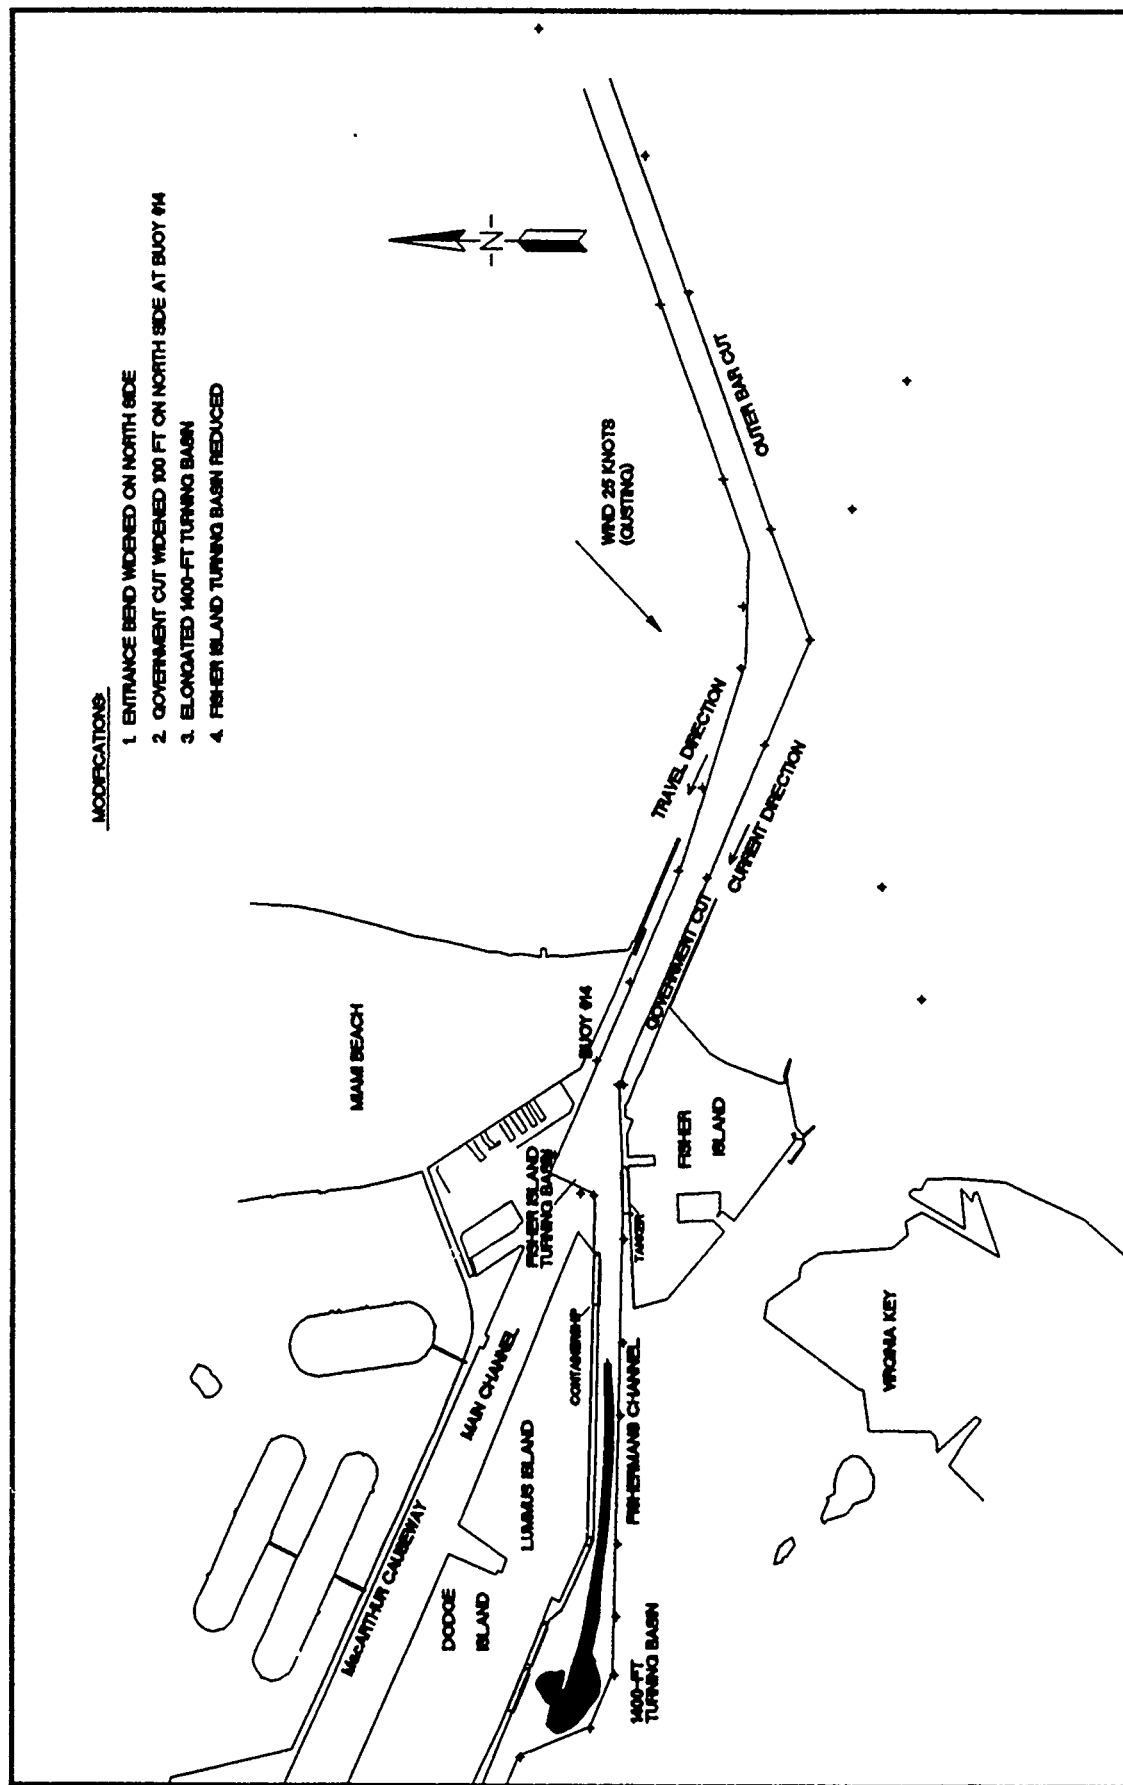 MODIFICATIONS:
1. ENTRANCE BEND WIDENED ON NORTH SIDE
2. GOVERNMENT CUT WIDENED 100 FT ON NORTH SIDE AT BUOY #14
3. ELONGATED 1400-FT TURNING BASIN
4. FISHER ISLAND TURNING BASIN REDUCED
-N-
WIND 25 KNOTS
(GUSTING)
OUTER BAR CUT
TRAVEL DIRECTION
CURRENT DIRECTION
GOVERNMENT CUT
BUOY #14
MIAMI BEACH
FISHER
ISLAND
FISHER ISLAND
TURNING BASIN
TANKER
VIRGINIA KEY
CONTAINERSHIP
MAIN CHANNEL
FISHERMANS CHANNEL
LUMMUS ISLAND
MacARTHUR CAUSEWAY
DODGE
ISLAND
1400-FT
TURNING BASIN